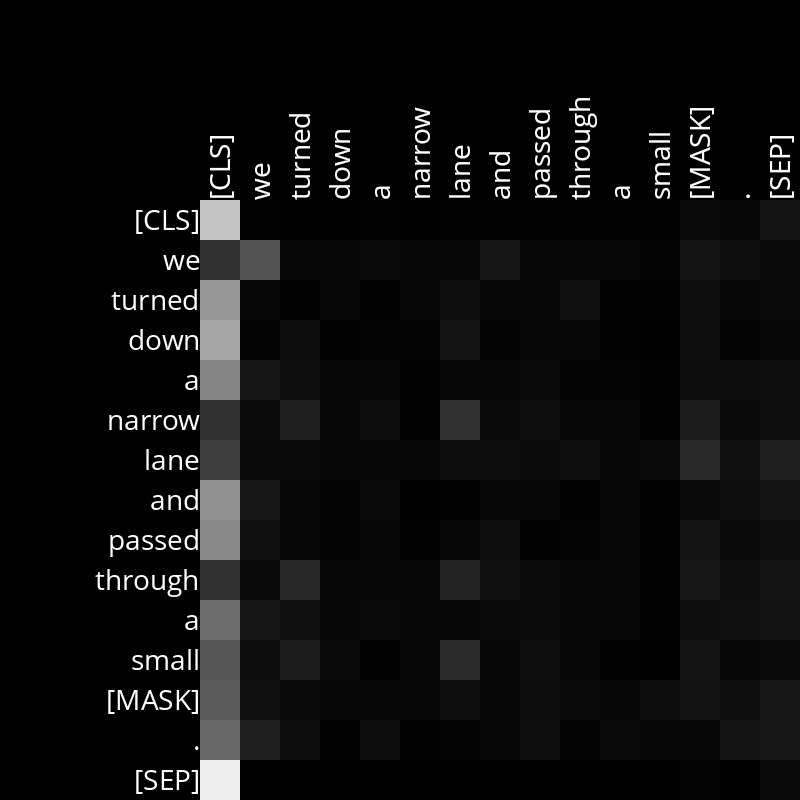 [CLS] we turned down a narrow lane and passed through a small [MASK] . [SEP]
[CLS]
we
turned
down
a
narrow
lane
and
passed
through
a
small
[MASK]
.
[SEP]